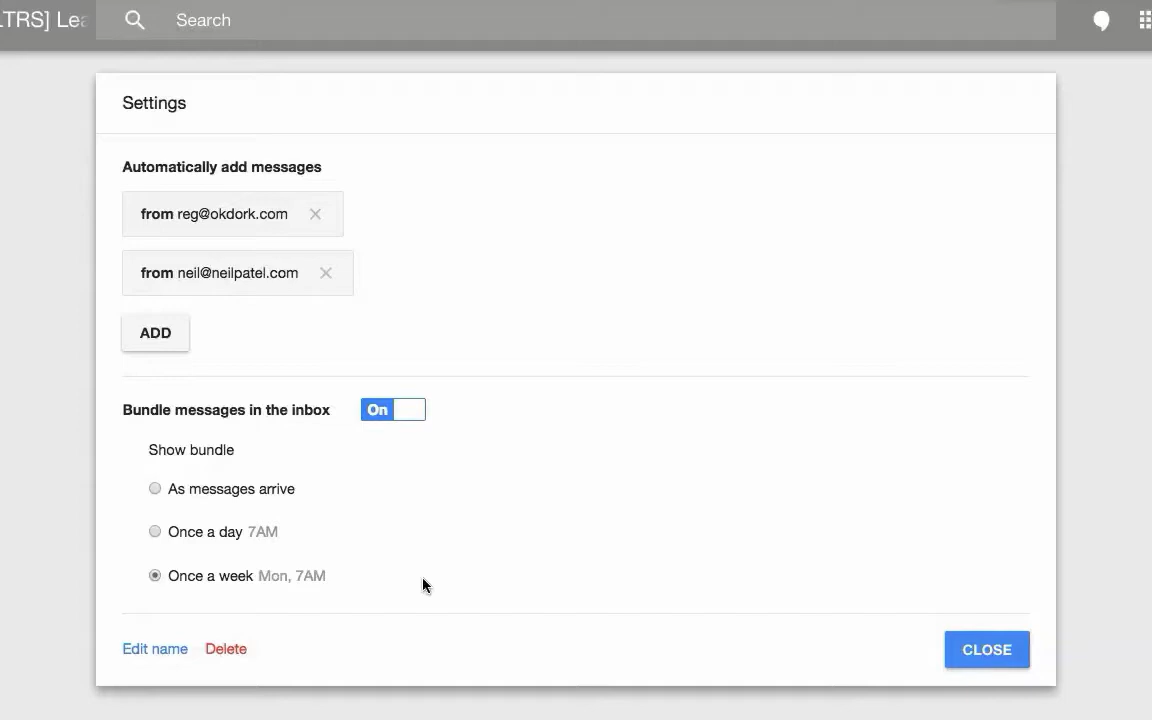 LTRS] Lea
Search
Settings
Automatically add messages
from reg@okdork.com
from neil@neilpatel.com
ADD
Bundle messages in the inbox On
Show bundle
As messages arrive
Once a day 7AM
Once a week Mon, 7AM
Edit name Delete
CLOSE